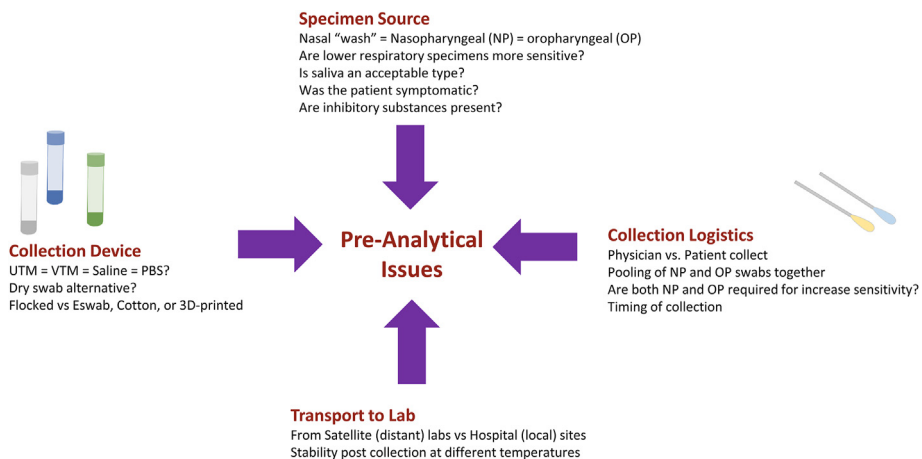 Specimen Source
Nasal “wash” = Nasopharyngeal (NP) = oropharyngeal (OP)
Are lower respiratory specimens more sensitive?
Is saliva an acceptable type?
Was the patient symptomatic?
Are inhibitory substances present?
Collection Device
UTM = VTM = Saline = PBS?
Dry swab alternative?
Flocked vs Eswab, Cotton, or 3D-printed
Pre-Analytical
Issues
Collection Logistics
Physician vs. Patient collect
Pooling of NP and OP swabs together
Are both NP and OP required for increase sensitivity?
Timing of collection
Transport to Lab
From Satellite (distant) labs vs Hospital (local) sites
Stability post collection at different temperatures